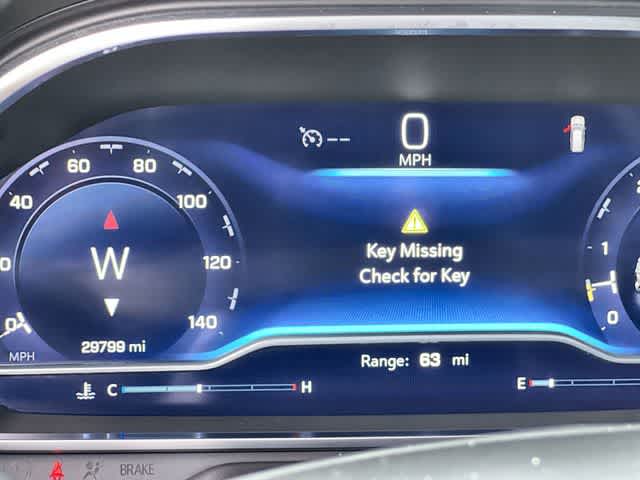 0
MPH
60
80
40
100
120
140
0
W
29799 mi
MPH
Key Missing
Check for Key
1
0
Range: 63 mi
C
H
E
BRAKE